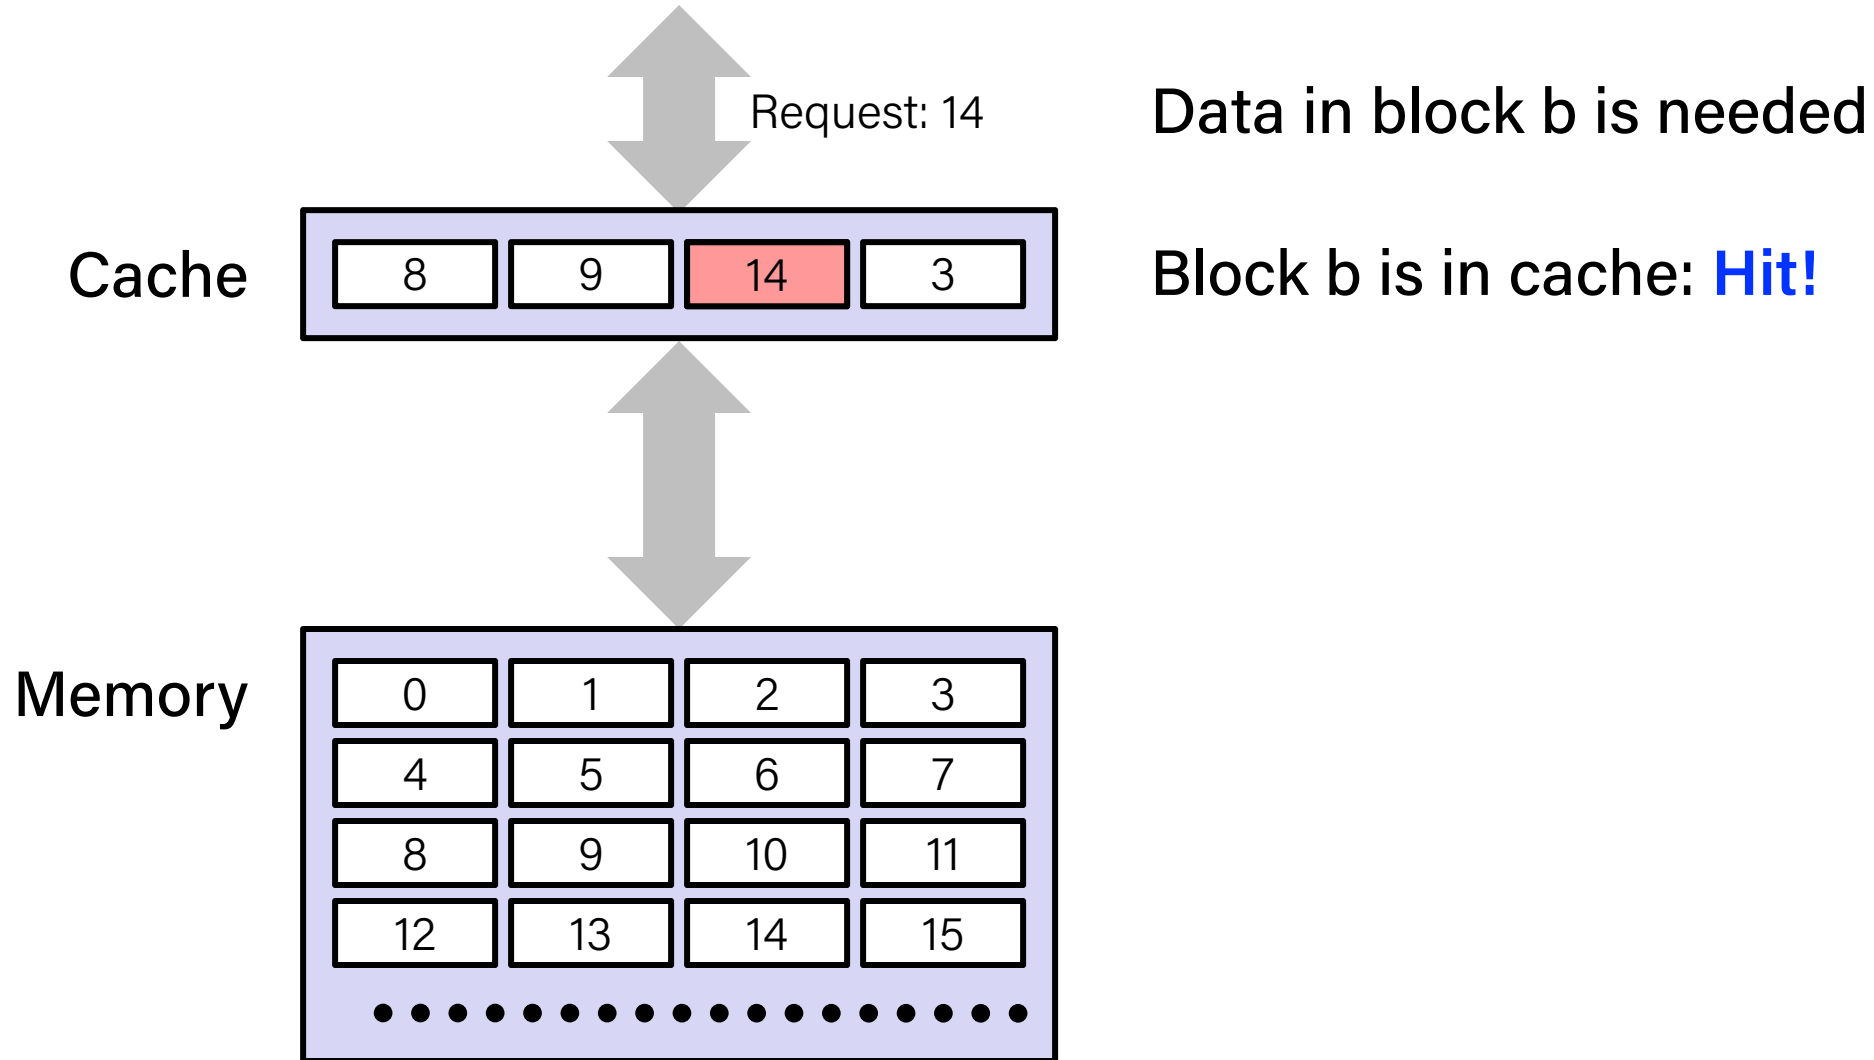 Request: 14
Data in block b is needed
Cache
8 9 14 3
Block b is in cache: Hit!
Memory
0 1 2 3
4 5 6 7
8 9 10 11
12 13 14 15